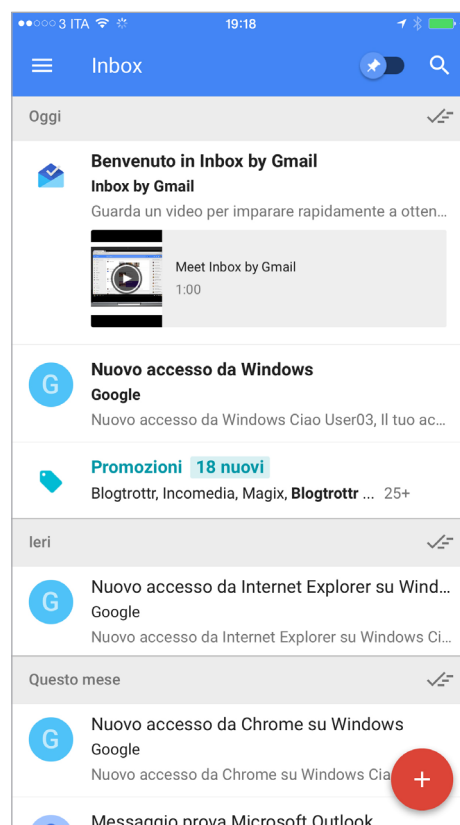 3 ITA 19:18
Inbox
Oggi
Benvenuto in Inbox by Gmail
Inbox by Gmail
Guarda un video per imparare rapidamente a otten...
Meet Inbox by Gmail
1:00
G
Nuovo accesso da Windows
Google
Nuovo accesso da Windows Ciao User03, Il tuo ac...
Promozioni 18 nuovi
Blogtrottr, Incomedia, Magix, Blogtrottr ... 25+
Ieri
G
Nuovo accesso da Internet Explorer su Wind...
Google
Nuovo accesso da Internet Explorer su Windows Ci...
Questo mese
G
Nuovo accesso da Chrome su Windows
Google
Nuovo accesso da Chrome su Windows Cia
Messaggio prova Microsoft Outlook